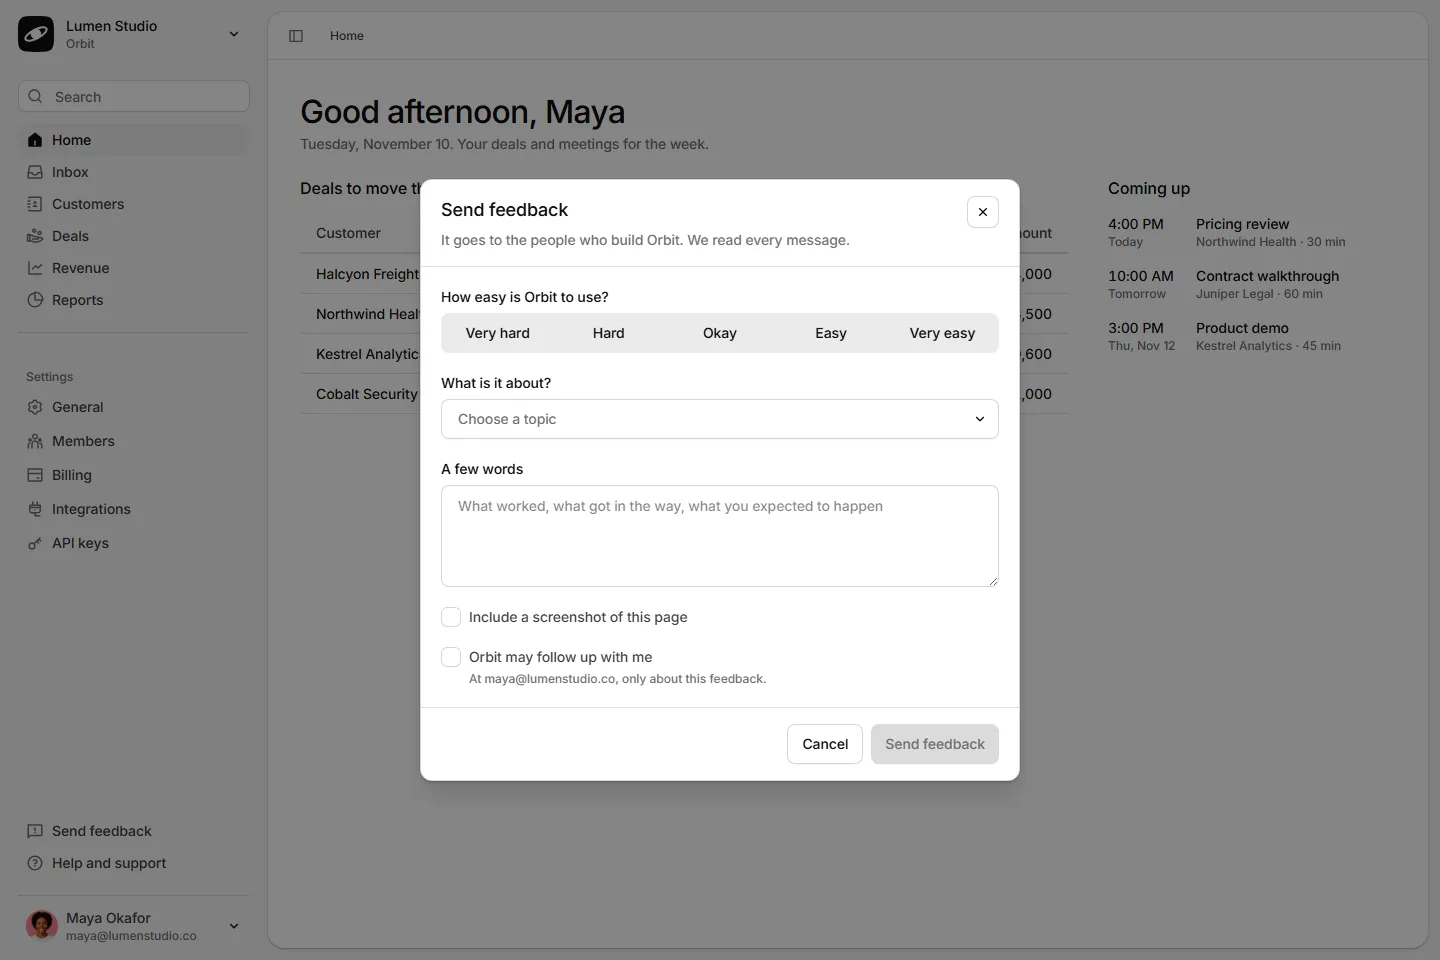 Lumen Studio
Orbit
Search
Home
Inbox
Customers
Deals
Revenue
Reports
Settings
General
Members
Billing
Integrations
API keys
Send feedback
Help and support
Maya Okafor
maya@lumenstudio.co
Home
Good afternoon, Maya
Tuesday, November 10. Your deals and meetings for the week.
Deals to move
Customer
Halcyon Freight
Northwind
Kestrel
Cobalt Security
,000
,500
,600
,000
Coming up
4:00 PM Pricing review
Today Northwind Health · 30 min
10:00 AM Contract walkthrough
Tomorrow Juniper Legal · 60 min
3:00 PM Product demo
Thu, Nov 12 Kestrel Analytics · 45 min
Send feedback
It goes to the people who build Orbit. We read every message.
How easy is Orbit to use?
Very hard Hard Okay Easy Very easy
What is it about?
Choose a topic
A few words
What worked, what got in the way, what you expected to happen
Include a screenshot of this page
Orbit may follow up with me
At maya@lumenstudio.co, only about this feedback.
Cancel Send feedback